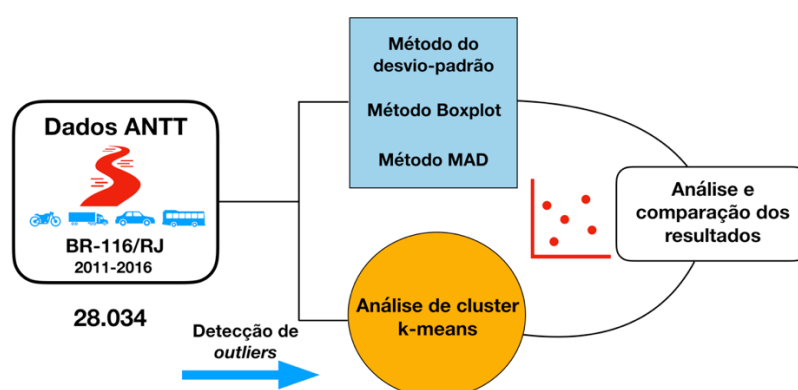 Dados ANTT
BR-116/RJ
2011-2016
28.034
Detecção de
outliers
Método do
desvio-padrão
Método Boxplot
Método MAD
Análise de cluster
k-means
Análise e
comparação dos
resultados